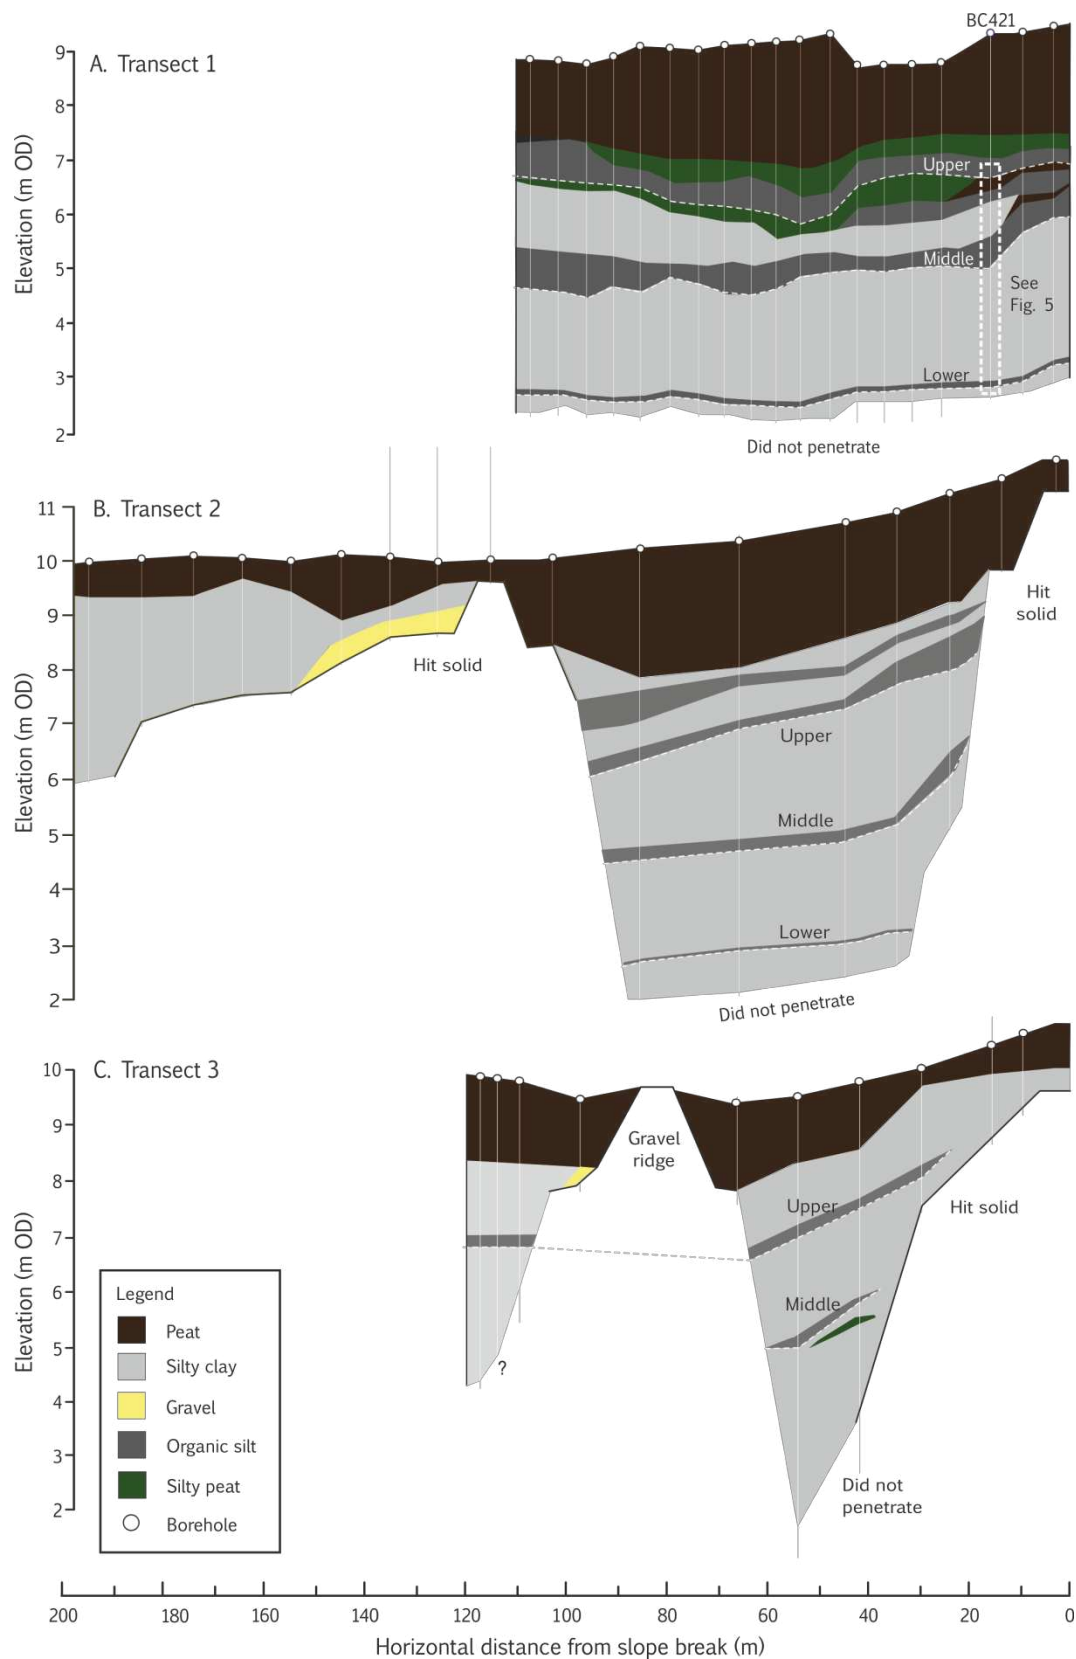 BC421
A. Transect 1
9
8
7
6
5
4
3
2
Elevation (m OD)
Upper
Middle
See
Fig. 5
Lower
Did not penetrate
B. Transect 2
11
10
9
8
7
6
5
4
3
2
Elevation (m OD)
Hit solid
Hit
solid
Upper
Middle
Lower
Did not penetrate
C. Transect 3
10
9
8
7
6
5
4
3
2
Elevation (m OD)
Gravel
ridge
Upper
Hit solid
Middle
?
Did not
penetrate
Legend
Peat
Silty clay
Gravel
Organic silt
Silty peat
Borehole
200 180 160 140 120 100 80 60 40 20 0
Horizontal distance from slope break (m)